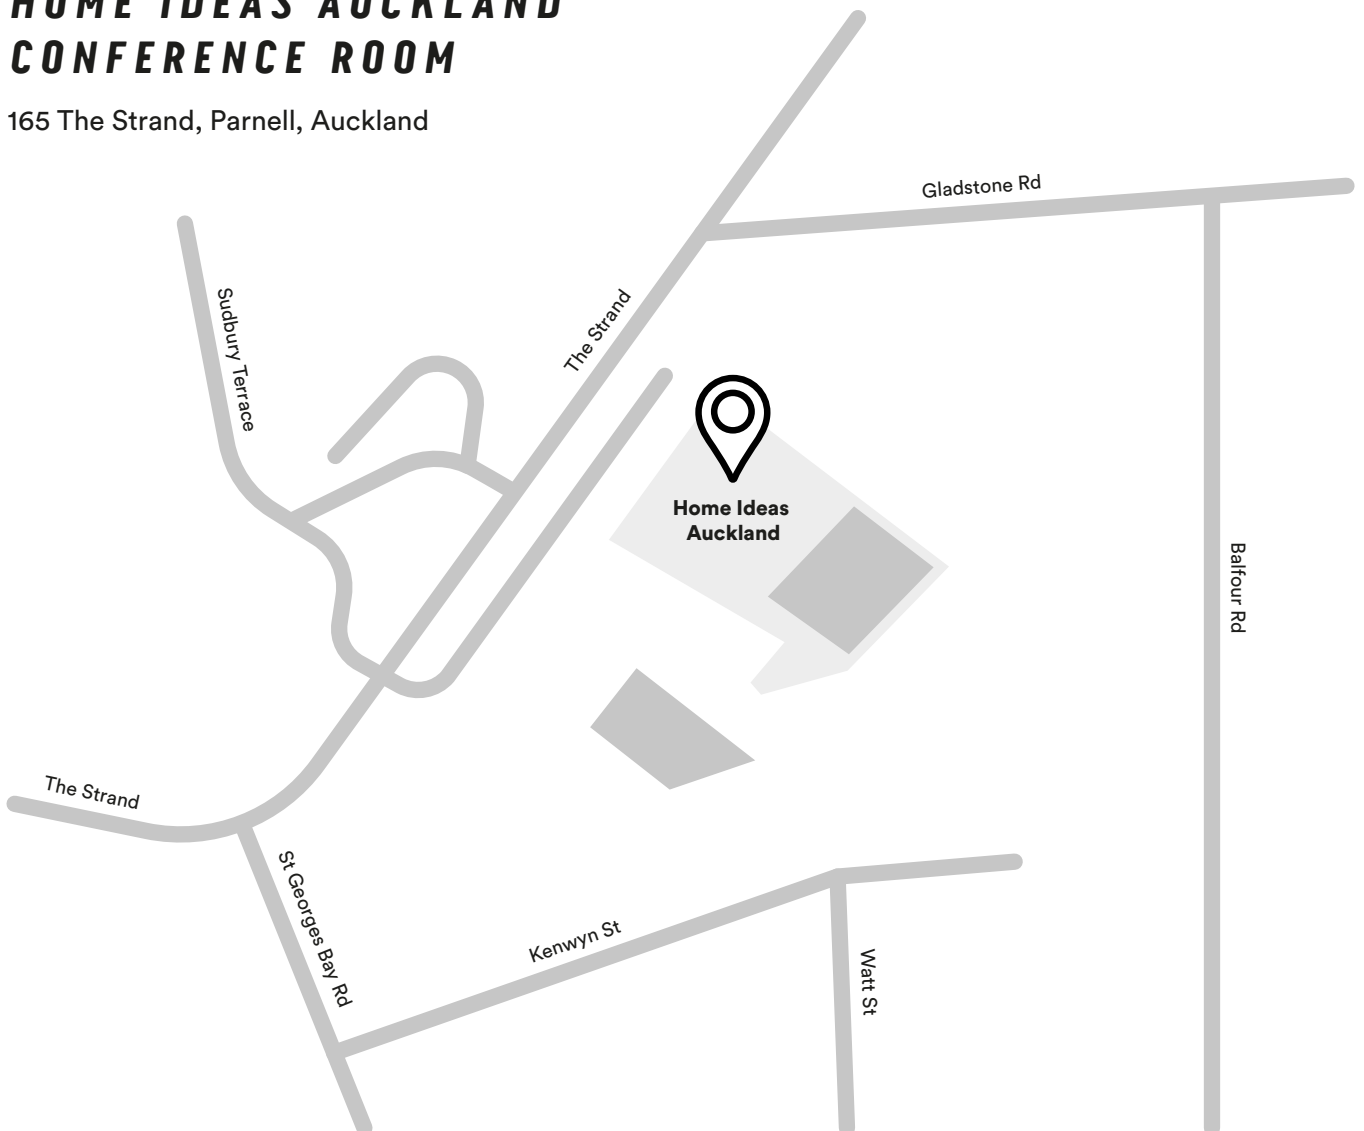 HOME IDEAS AUCKLAND
CONFERENCE ROOM
165 The Strand, Parnell, Auckland
Gladstone Rd
Sudbury Terrace
The Strand
Home Ideas
Auckland
Balfour Rd
The Strand
St Georges Bay Rd
Kenwyn St
Watt St